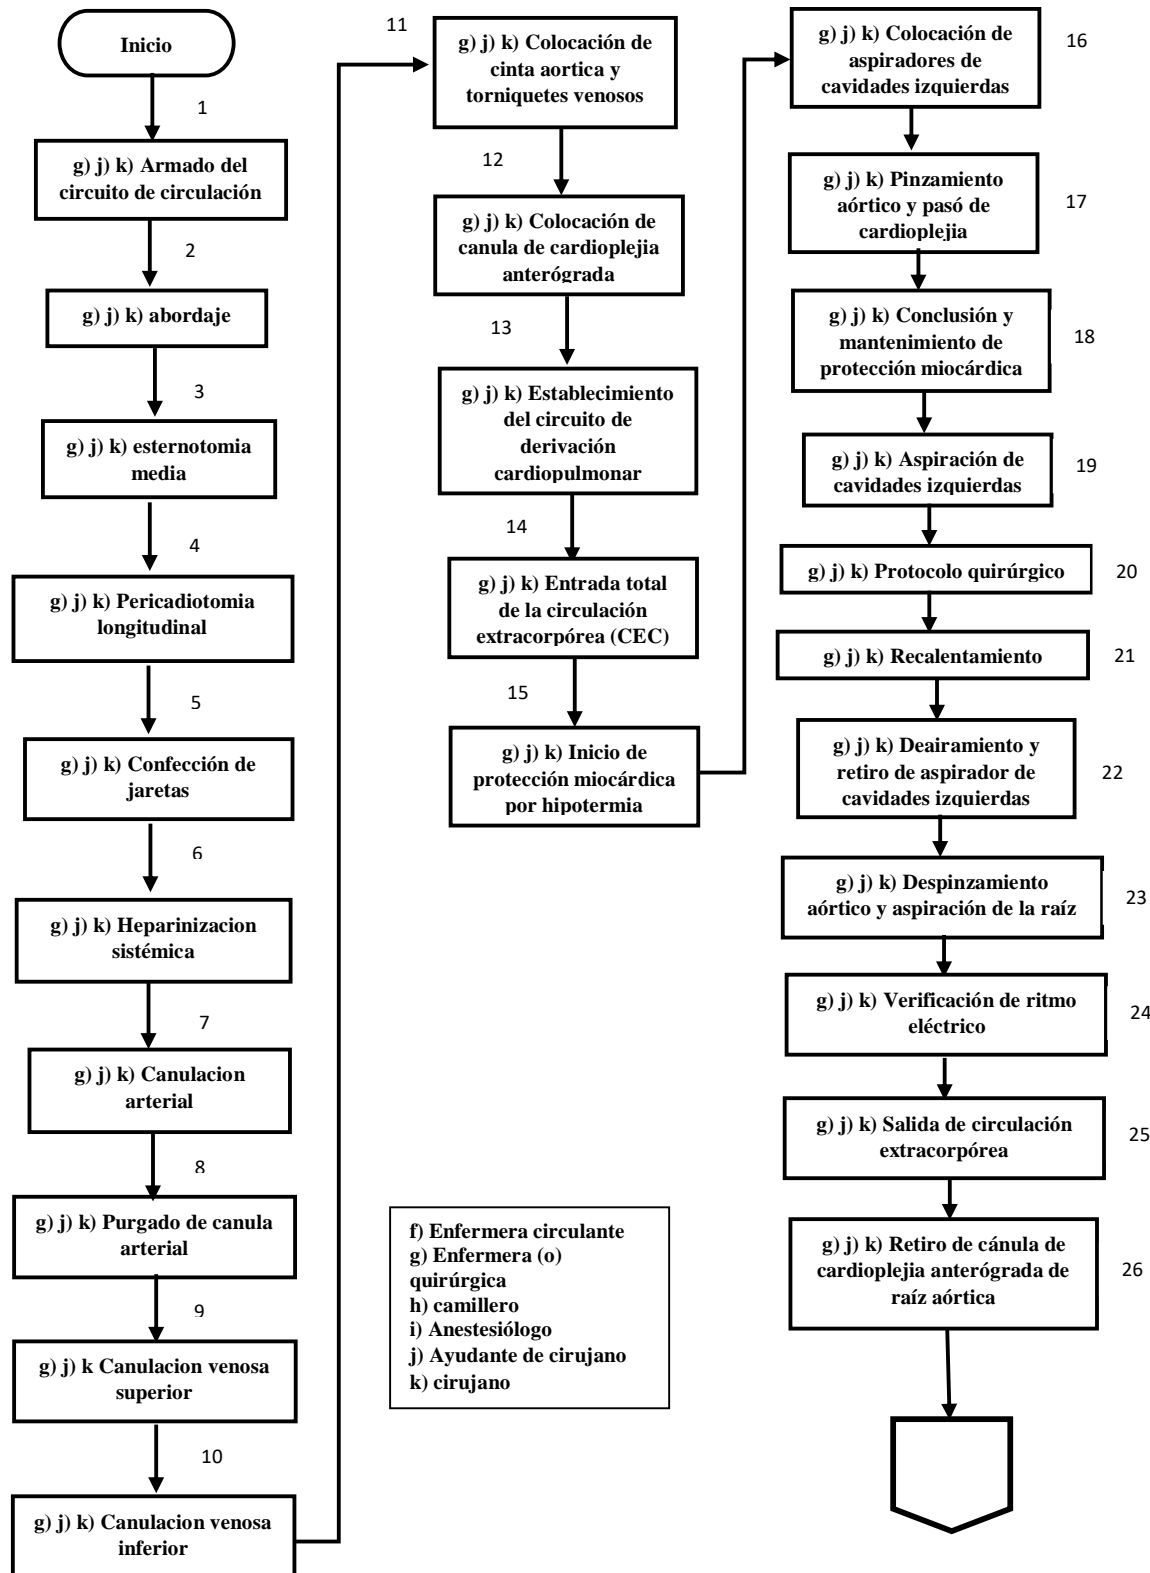 Inicio
1
g) j) k) Armado del
circuito de circulación
2
g) j) k) abordaje
3
g) j) k) esternotomia
media
4
g) j) k) Pericadiotomia
longitudinal
5
g) j) k) Confección de
jaretas
6
g) j) k) Heparinizacion
sistémica
7
g) j) k) Canulacion
arterial
8
g) j) k) Purgado de canula
arterial
9
g) j) k Canulacion venosa
superior
10
g) j) k) Canulacion venosa
inferior
11
g) j) k) Colocación de
cinta aortica y
torniquetes venosos
12
g) j) k) Colocación de
canula de cardioplejia
anterógrada
13
g) j) k) Establecimiento
del circuito de
derivación
cardiopulmonar
14
g) j) k) Entrada total
de la circulación
extracorpórea (CEC)
15
g) j) k) Inicio de
protección miocárdica
por hipotermia
f) Enfermera circulante
g) Enfermera (o)
quirúrgica
h) camillero
i) Anestesiólogo
j) Ayudante de cirujano
k) cirujano
g) j) k) Colocación de
aspiradores de
cavidades izquierdas
16
g) j) k) Pinzamiento
aórtico y pasó de
cardioplejia
17
g) j) k) Conclusión y
mantenimiento de
protección miocárdica
18
g) j) k) Aspiración de
cavidades izquierdas
19
g) j) k) Protocolo quirúrgico
20
g) j) k) Recalentamiento
21
g) j) k) Deairamiento y
retiro de aspirador de
cavidades izquierdas
22
g) j) k) Despinzamiento
aórtico y aspiración de la raíz
23
g) j) k) Verificación de ritmo
eléctrico
24
g) j) k) Salida de circulación
extracorpórea
25
g) j) k) Retiro de cánula de
cardioplejia anterógrada de
raíz aórtica
26